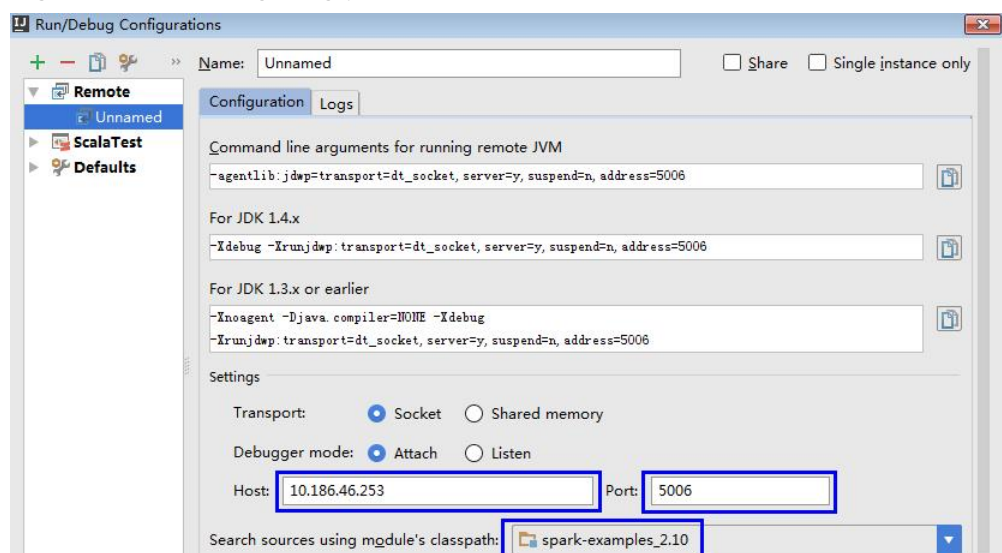 Run/Debug Configurations
Name: Unnamed Share Single instance only
Remote
Unnamed
ScalaTest
Defaults
Configuration Logs
Command line arguments for running remote JVM
-agentlib:jdwp=transport=dt_socket,server=y,suspend=n,address=5006
For JDK 1.4.x
-Xdebug -Xrunjdwp:transport=dt_socket,server=y,suspend=n,address=5006
For JDK 1.3.x or earlier
-Xnoagent -Djava.compiler=NONE -Xdebug
-Xrunjdwp:transport=dt_socket,server=y,suspend=n,address=5006
Settings
Transport: Socket Shared memory
Debugger mode: Attach Listen
Host: 10.186.46.253 Port: 5006
Search sources using module's classpath: spark-examples_2.10